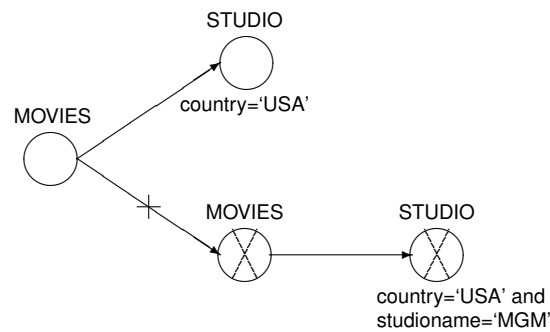 STUDIO
country=‘USA’
MOVIES
MOVIES
STUDIO
country=‘USA’ and
studioname=‘MGM’